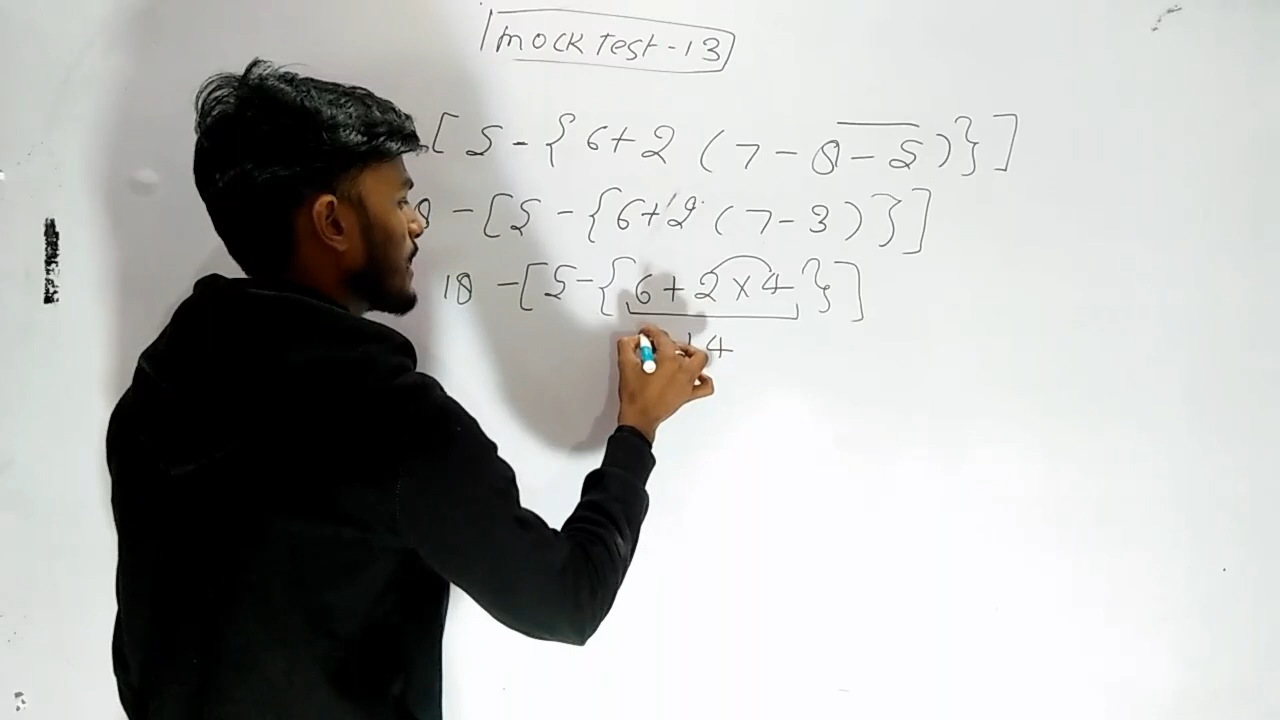 mock Test - 13
[ 5 - { 6 + 2 ( 7 - 8 - 5 ) } ]
8 - [ 5 - { 6 + 2 ( 7 - 3 ) } ]
18 - [ 5 - { 6 + 2 × 4 } ]
14